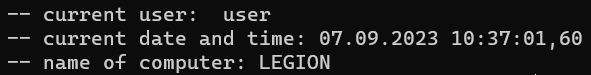 -- current user:  user
-- current date and time: 07.09.2023 10:37:01,60
-- name of computer: LEGION